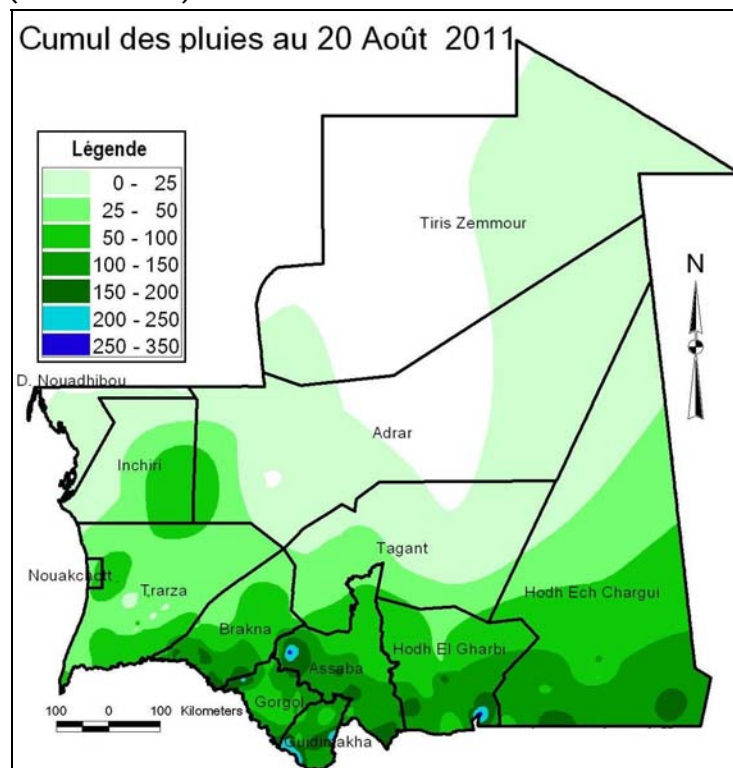 Cumul des pluies au 20 Août 2011
Légende
0 - 25
25 - 50
50 - 100
100 - 150
150 - 200
200 - 250
250 - 350
Tiris Zemmour
N
D. Nouadhibou
Adrar
Inchiri
Tagant
Nouakchott
Trarza
Hodh Ech Chargui
Brakna
Hodh El Gharbi
Assaba
Gorgol
100 0 100 Kilometers
Guidimakha